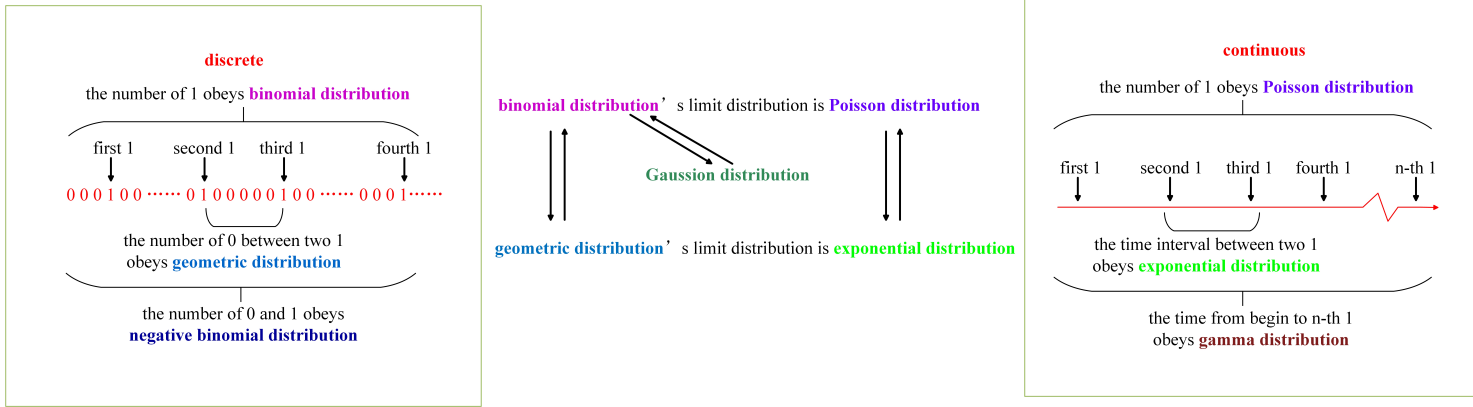 discrete
the number of 1 obeys binomial distribution
first 1
second 1
third 1
fourth 1
0 0 0 1 0 0 ⋯⋯ 0 1 0 0 0 0 0 1 0 0 ⋯⋯ 0 0 0 1 ⋯⋯
the number of 0 between two 1
obeys geometric distribution
the number of 0 and 1 obeys
negative binomial distribution
binomial distribution’s limit distribution is Poisson distribution
Gaussion distribution
geometric distribution’s limit distribution is exponential distribution
continuous
the number of 1 obeys Poisson distribution
first 1
second 1
third 1
fourth 1
n-th 1
the time interval between two 1
obeys exponential distribution
the time from begin to n-th 1
obeys gamma distribution